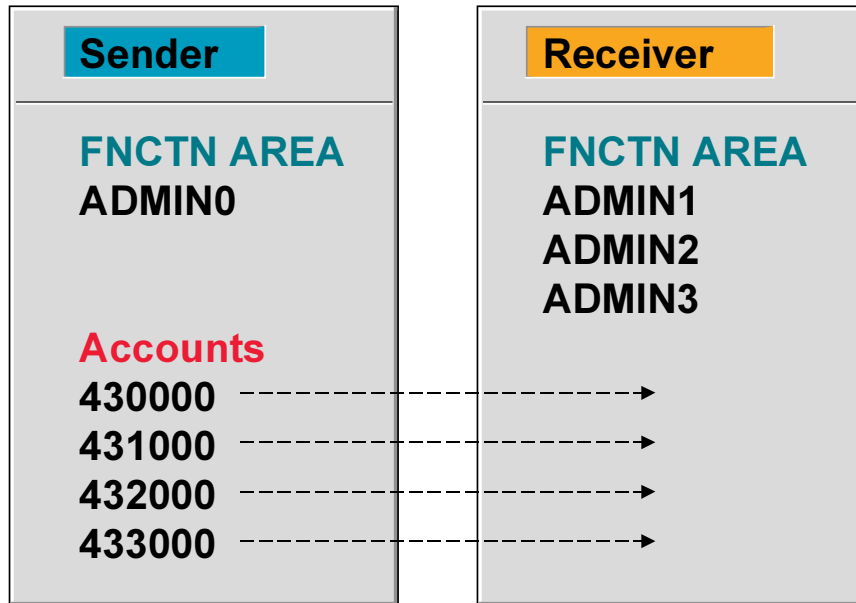 Sender
FNCTN AREA
ADMIN0
Accounts
430000
431000
432000
433000
Receiver
FNCTN AREA
ADMIN1
ADMIN2
ADMIN3